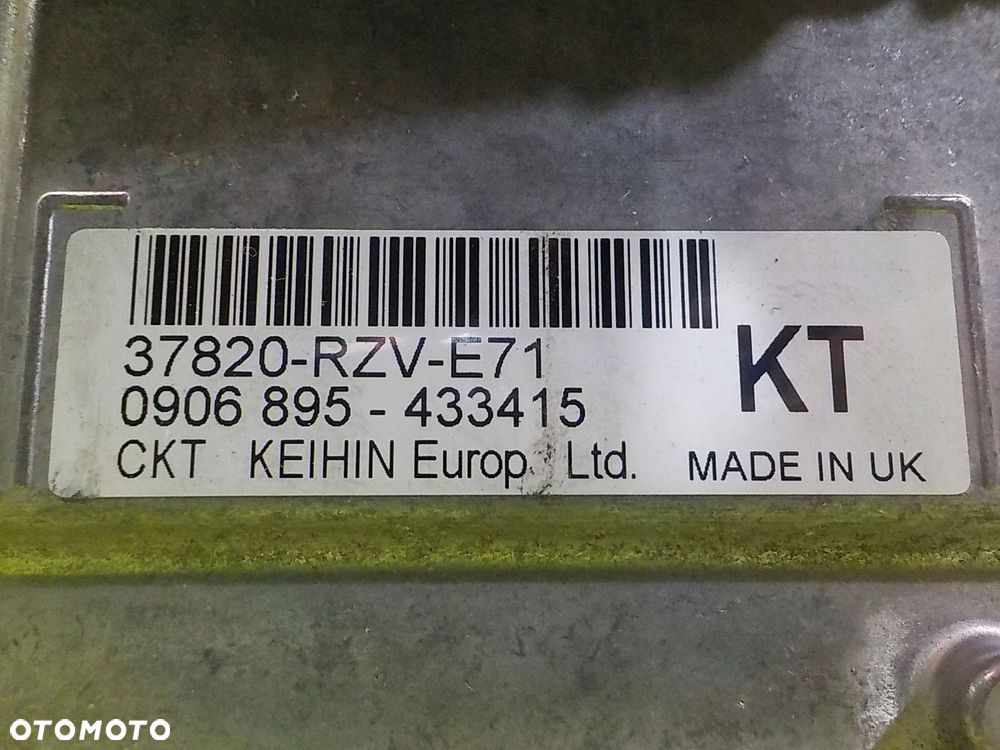 37820-RZV-E71
0906 895 - 433415
KT
CKT KEIHIN Europ Ltd. MADE IN UK
OTOMOTO